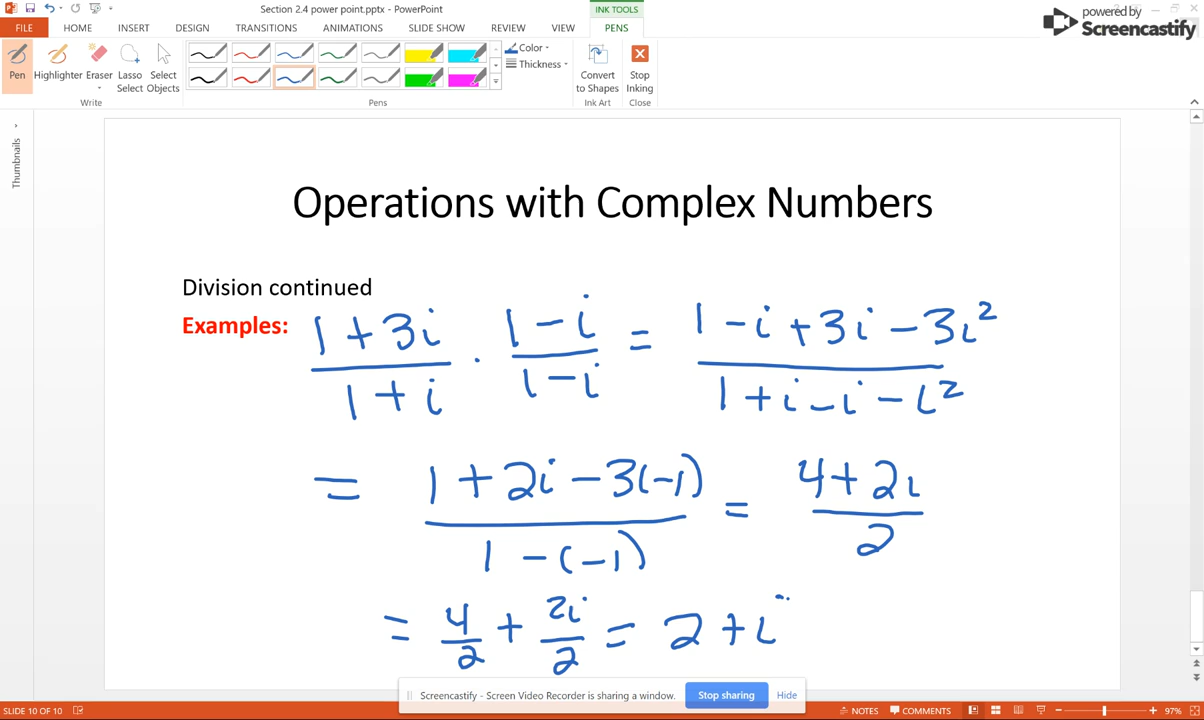 Section 2.4 power point.pptx - PowerPoint
INK TOOLS
powered by
Screencastify
FILE HOME INSERT DESIGN TRANSITIONS ANIMATIONS SLIDE SHOW REVIEW VIEW PENS
Pen Highlighter Eraser Lasso Select Select Objects Color Thickness Convert to Shapes Stop Inking
Write Pens Ink Art Close
Thumbnails
Operations with Complex Numbers
Division continued
Examples: (1 + 3i)/(1 + i) · (1 - i)/(1 - i) = (1 - i + 3i - 3i²)/(1 + i - i - i²)
= (1 + 2i - 3(-1))/(1 - (-1)) = (4 + 2i)/2
= 4/2 + 2i/2 = 2 + i
Screencastify - Screen Video Recorder is sharing a window. Stop sharing Hide
SLIDE 10 OF 10 NOTES COMMENTS 97%